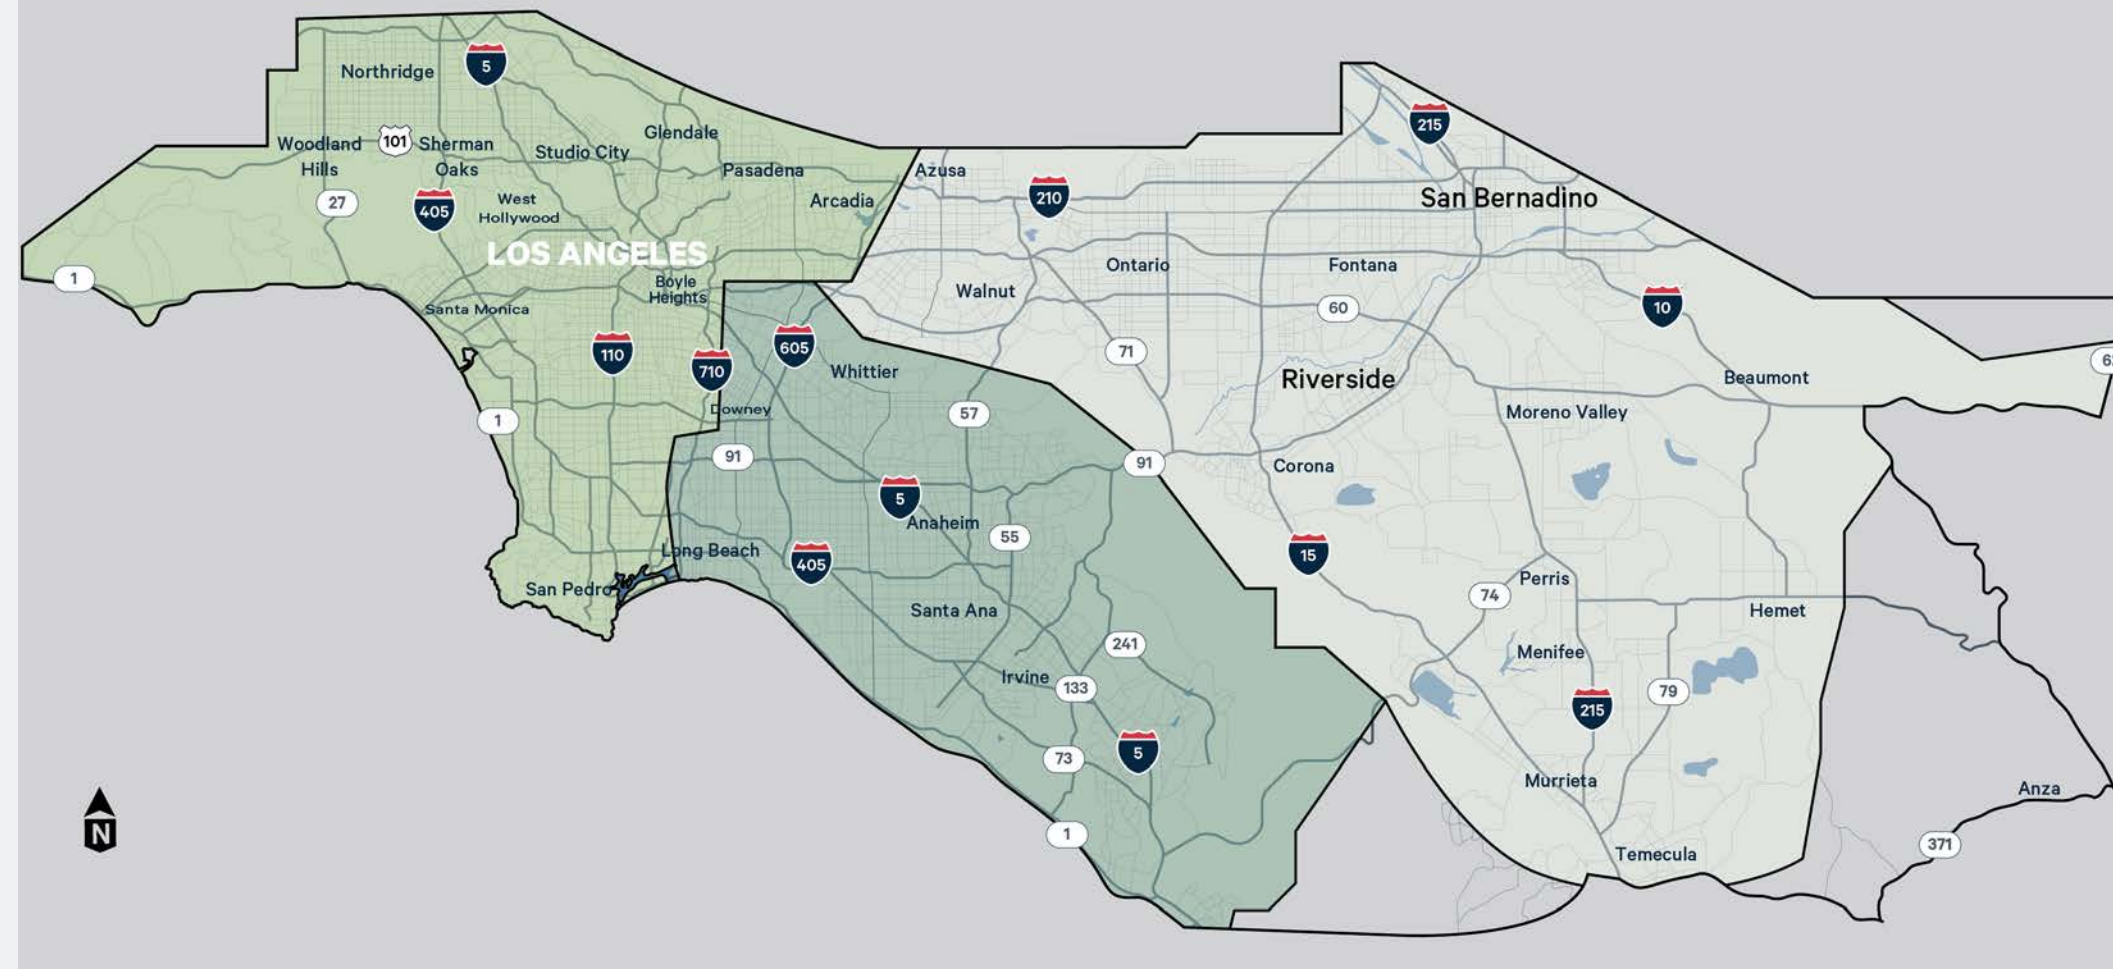 5
Northridge
215
Glendale
Woodland
Hills
101
Sherman
Oaks
Studio City
Pasadena
Azusa
210
San Bernadino
27
405
West
Hollywood
Arcadia
LOS ANGELES
1
Boyle
Heights
Ontario
Fontana
Walnut
10
Santa Monica
60
110
710
605
71
Whittier
Riverside
Beaumont
Downey
57
Moreno Valley
1
91
91
Corona
5
Anaheim
55
Long Beach
405
15
San Pedro
Perris
74
Santa Ana
Hemet
241
Menifee
Irvine
133
79
215
5
73
Murrieta
Anza
N
1
371
Temecula